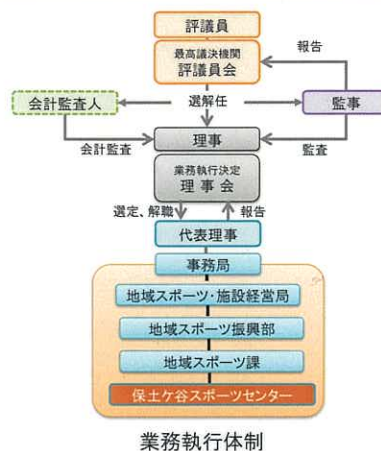 評議員
最高議決機関
評議員会
報告
会計監査人
選解任
監事
会計監査
理事
監査
業務執行決定
理事会
選定、解職
報告
代表理事
事務局
地域スポーツ・施設経営局
地域スポーツ振興部
地域スポーツ課
保土ケ谷スポーツセンター
業務執行体制